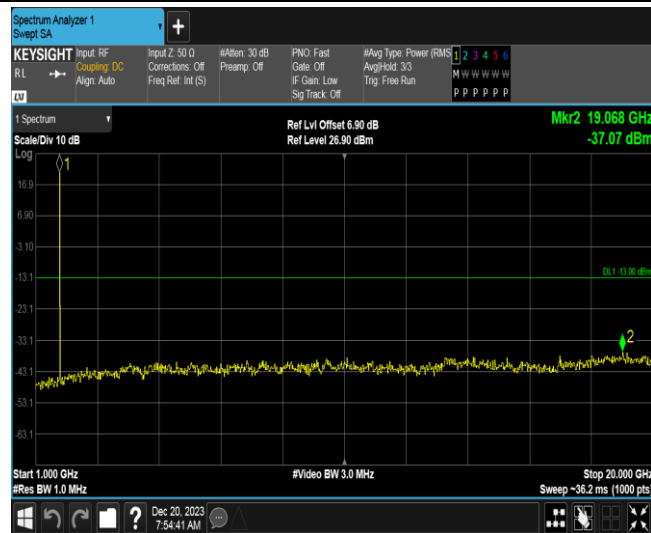 Spectrum Analyzer 1
Swept SA
+
KEYSIGHT Input: RF Input Z: 50 Ω #Atten: 30 dB PNO: Fast #Avg Type: Power (RMS 1 2 3 4 5 6
RL Coupling: DC Corrections: Off Preamp: Off Gate: Off Avg|Hold: 3/3 M W W W W W
Align: Auto Freq Ref: Int (S) IF Gain: Low Trig: Free Run
Sig Track: Off P P P P P P
LXI
1 Spectrum Ref Lvl Offset 6.90 dB Mkr2 19.068 GHz
Scale/Div 10 dB Ref Level 26.90 dBm -37.07 dBm
Log
1
16.9
6.90
-3.10
-13.1
DL1 -13.00 dBm
-23.1
-33.1
2
-43.1
-53.1
-63.1
Start 1.000 GHz #Video BW 3.0 MHz Stop 20.000 GHz
#Res BW 1.0 MHz Sweep ~36.2 ms (1000 pts)
? Dec 20, 2023
7:54:41 AM